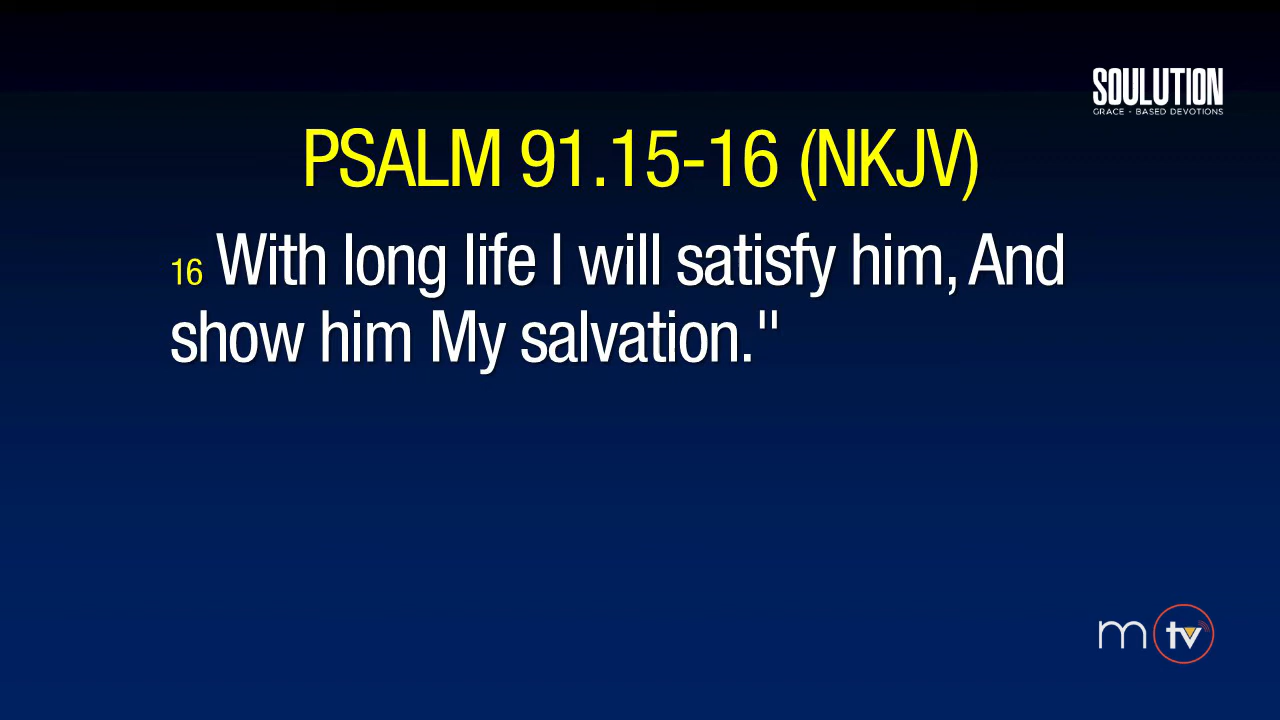 SOULUTION
GRACE - BASED DEVOTIONS
PSALM 91.15-16 (NKJV)
16 With long life I will satisfy him, And
show him My salvation."
m tv